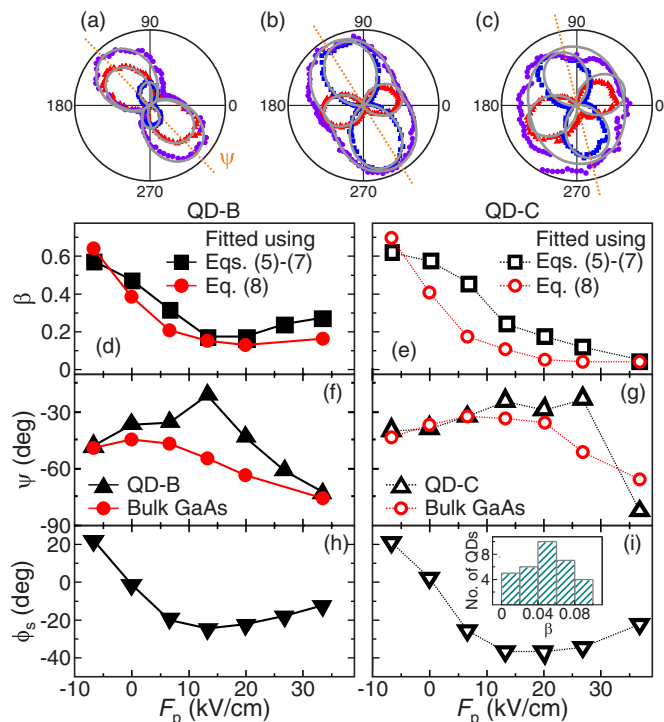 (a) (b) (c)
90 90 90
180 0 180 0 180 0
ψ
270 270 270
QD-B QD-C
0.6
0.4
0.2
0
β
Fitted using
Eqs. (5)-(7)
Eq. (8)
(d)
Fitted using
Eqs. (5)-(7)
Eq. (8)
(e)
-30
-60
-90
ψ (deg)
(f)
QD-B
Bulk GaAs
(g)
QD-C
Bulk GaAs
20
0
-20
-40
ϕs (deg)
(h)
(i)
No. of QDs
8
4
0 0.04 0.08
β
-10 0 10 20 30
Fp (kV/cm)
-10 0 10 20 30 40
Fp (kV/cm)